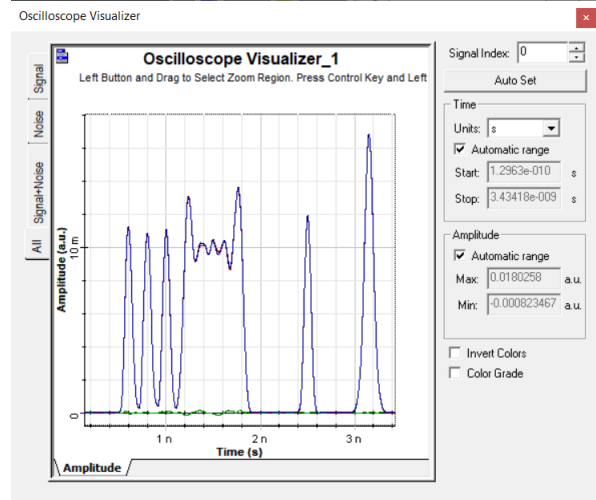 Oscilloscope Visualizer
Oscilloscope Visualizer_1
Left Button and Drag to Select Zoom Region. Press Control Key and Left
Signal
Noise
Signal+Noise
All
Amplitude (a.u.)
10 n
0
1 n
2 n
3 n
Time (s)
Amplitude
Signal Index: 0
Auto Set
Time
Units: s
Automatic range
Start: 1.2963e-010 s
Stop: 3.43418e-009 s
Amplitude
Automatic range
Max: 0.0180258 a.u.
Min: -0.000823467 a.u.
Invert Colors
Color Grade